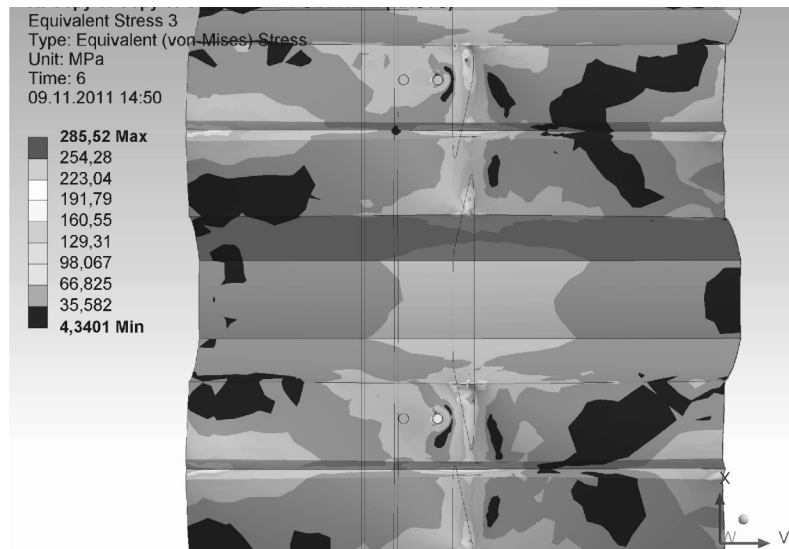 Equivalent Stress 3
Type: Equivalent (von-Mises) Stress
Unit: MPa
Time: 6
09.11.2011 14:50
285,52 Max
254,28
223,04
191,79
160,55
129,31
98,067
66,825
35,582
4,3401 Min
X
W
V